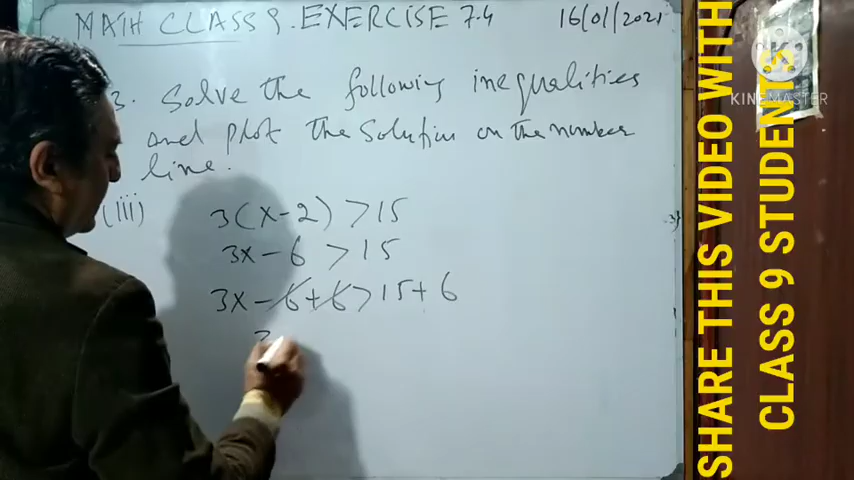 MATH CLASS 9. EXERCISE 7.4 16/01/2021
3. Solve the following inequalities
and plot the solution on the number
line.
(iii) 3(x-2) >15
3x-6 >15
3x-6+6>15+6
3
KINEMASTER
SHARE THIS VIDEO WITH
CLASS 9 STUDENTS